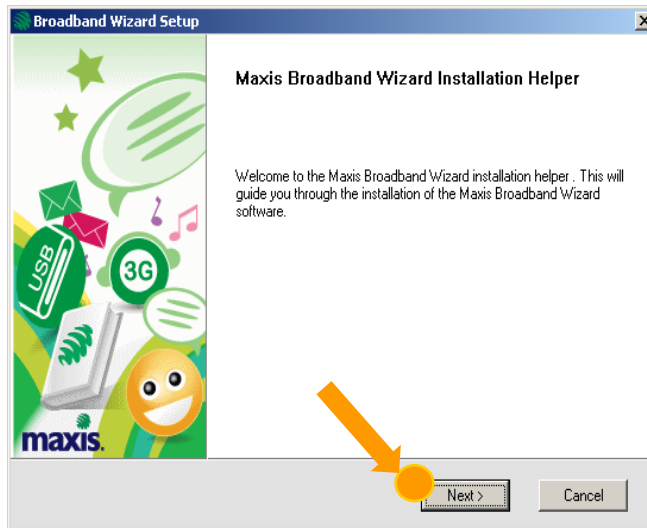 Broadband Wizard Setup
Maxis Broadband Wizard Installation Helper
Welcome to the Maxis Broadband Wizard installation helper . This will
guide you through the installation of the Maxis Broadband Wizard
software.
USB
3G
maxis.
Next >
Cancel